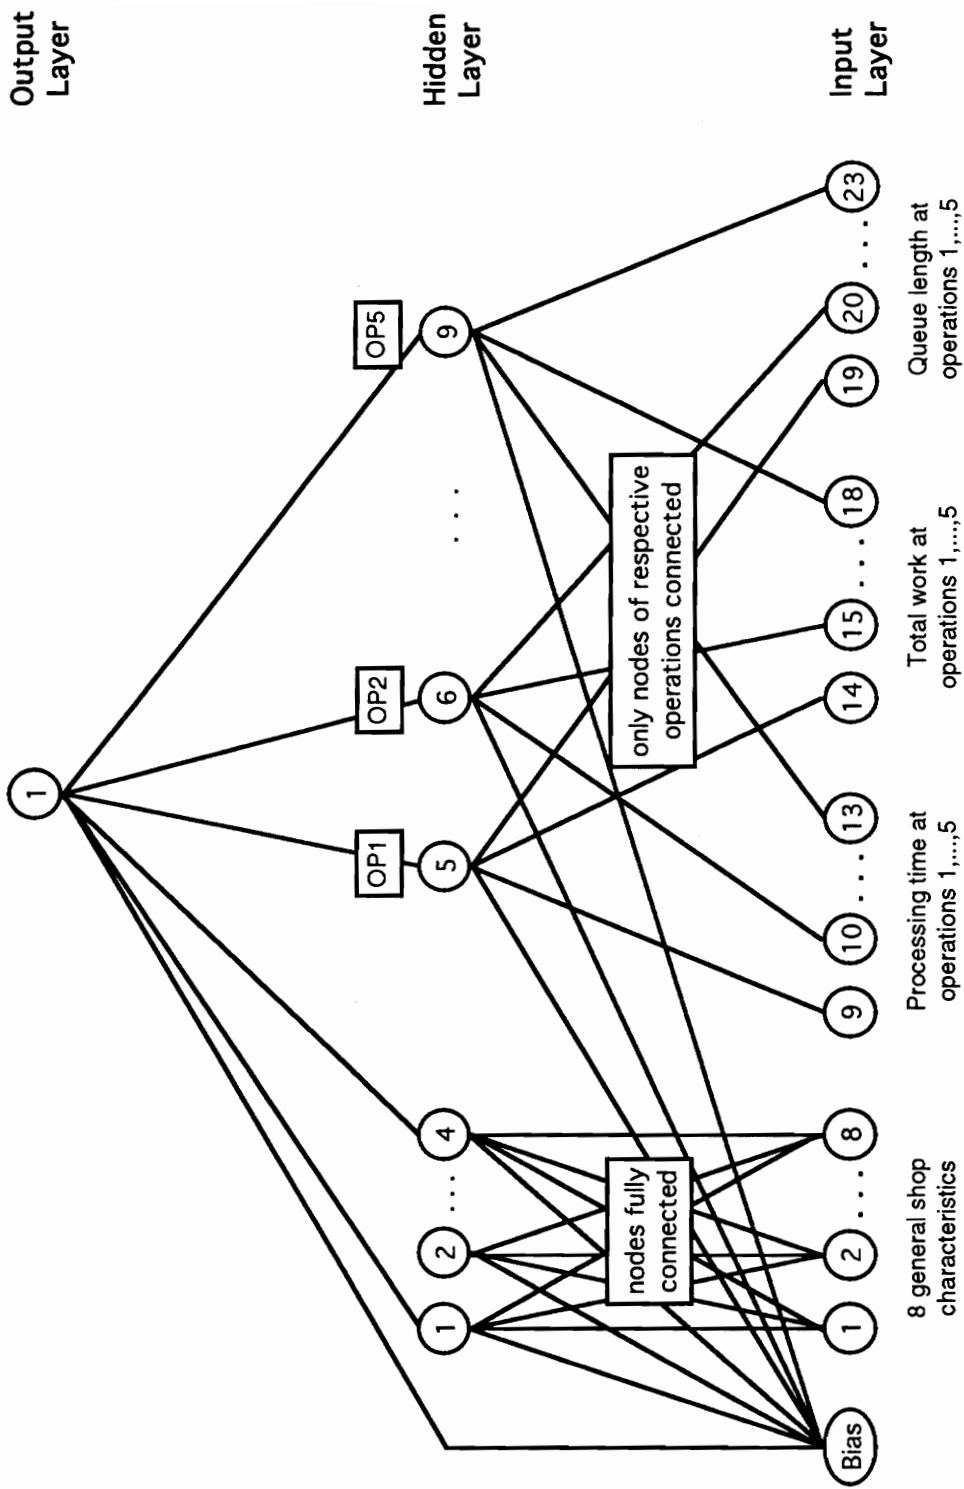 1
Output
Layer
OP1
OP2
OP5
1 2 .... 4 5 6 ... 9
Hidden
Layer
nodes fully
connected
only nodes of respective
operations connected
Bias 1 2 ... 8 9 10 ... 13 14 15 ... 18 19 20 ... 23
Input
Layer
8 general shop
characteristics
Processing time at
operations 1,...,5
Total work at
operations 1,...,5
Queue length at
operations 1,...,5